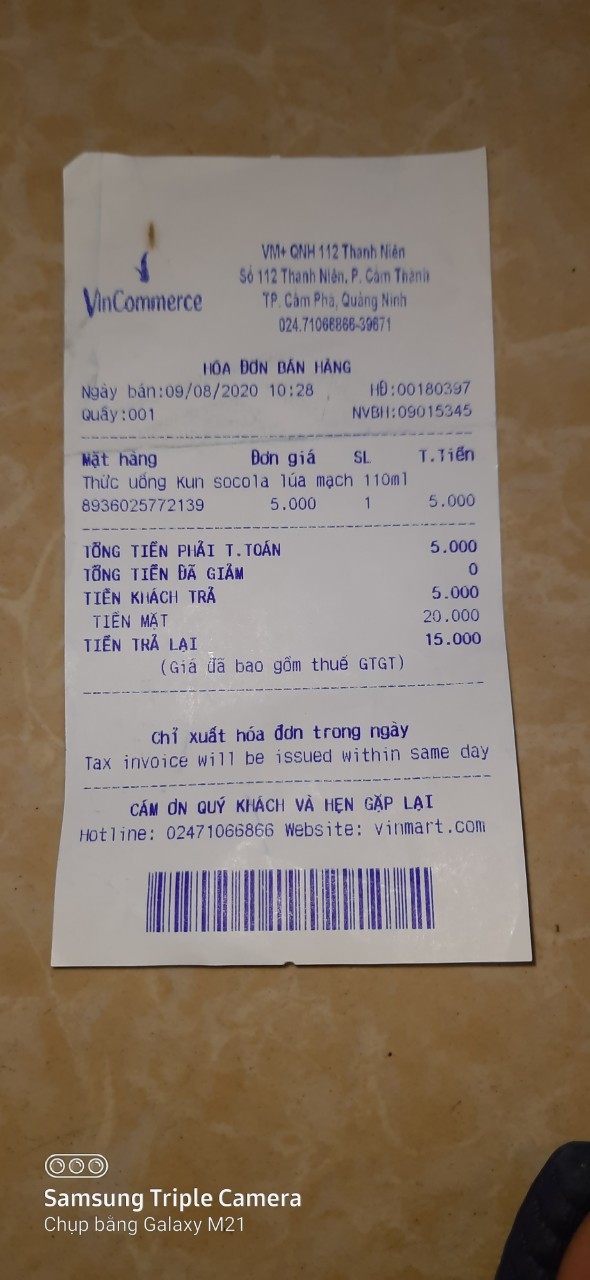 VinCommerce
VM+ QNH 112 Thanh Niên
Số 112 Thanh Niên, P. Cẩm Thành
TP. Cẩm Phả, Quảng Ninh
024.71066866-39671
HÓA ĐƠN BÁN HÀNG
Ngày bán:09/08/2020 10:28 HĐ:00180397
Quầy:001 NVBH:09015345
Mặt hàng Đơn giá SL T.Tiền
Thức uống Kun socola lúa mạch 110ml
8936025772139 5.000 1 5.000
TỔNG TIỀN PHẢI T.TOÁN 5.000
TỔNG TIỀN ĐÃ GIẢM 0
TIỀN KHÁCH TRẢ 5.000
TIỀN MẶT 20.000
TIỀN TRẢ LẠI 15.000
(Giá đã bao gồm thuế GTGT)
Chỉ xuất hóa đơn trong ngày
Tax invoice will be issued within same day
CẢM ƠN QUÝ KHÁCH VÀ HẸN GẶP LẠI
Hotline: 02471066866 Website: vinmart.com
Samsung Triple Camera
Chụp bằng Galaxy M21